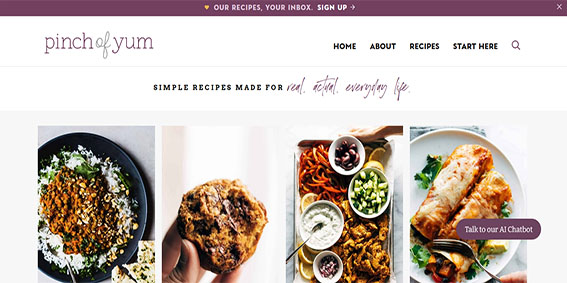 OUR RECIPES, YOUR INBOX. SIGN UP →
×
pinch of yum
HOME ABOUT RECIPES START HERE
SIMPLE RECIPES MADE FOR real, actual, everyday life.
Talk to our AI Chatbot